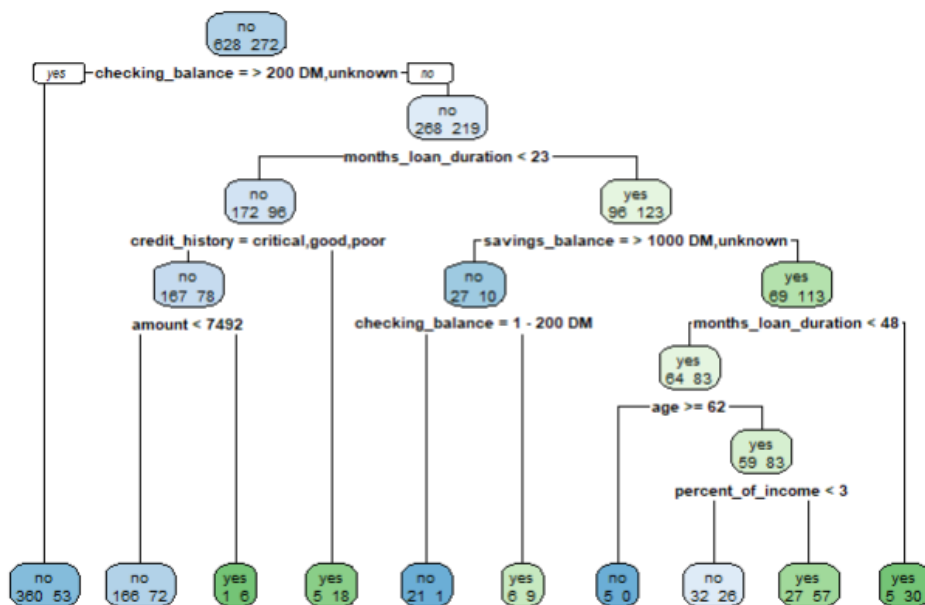 no
628 272
yes checking_balance = > 200 DM,unknown no
no
268 219
months_loan_duration < 23
no
172 96
yes
96 123
credit_history = critical,good,poor
savings_balance = > 1000 DM,unknown
no
167 78
no
27 10
yes
69 113
amount < 7492
checking_balance = 1 - 200 DM
months_loan_duration < 48
yes
64 83
age >= 62
yes
59 83
percent_of_income < 3
no
360 53
no
166 72
yes
1 6
yes
5 18
no
21 1
yes
6 9
no
5 0
no
32 26
yes
27 57
yes
5 30